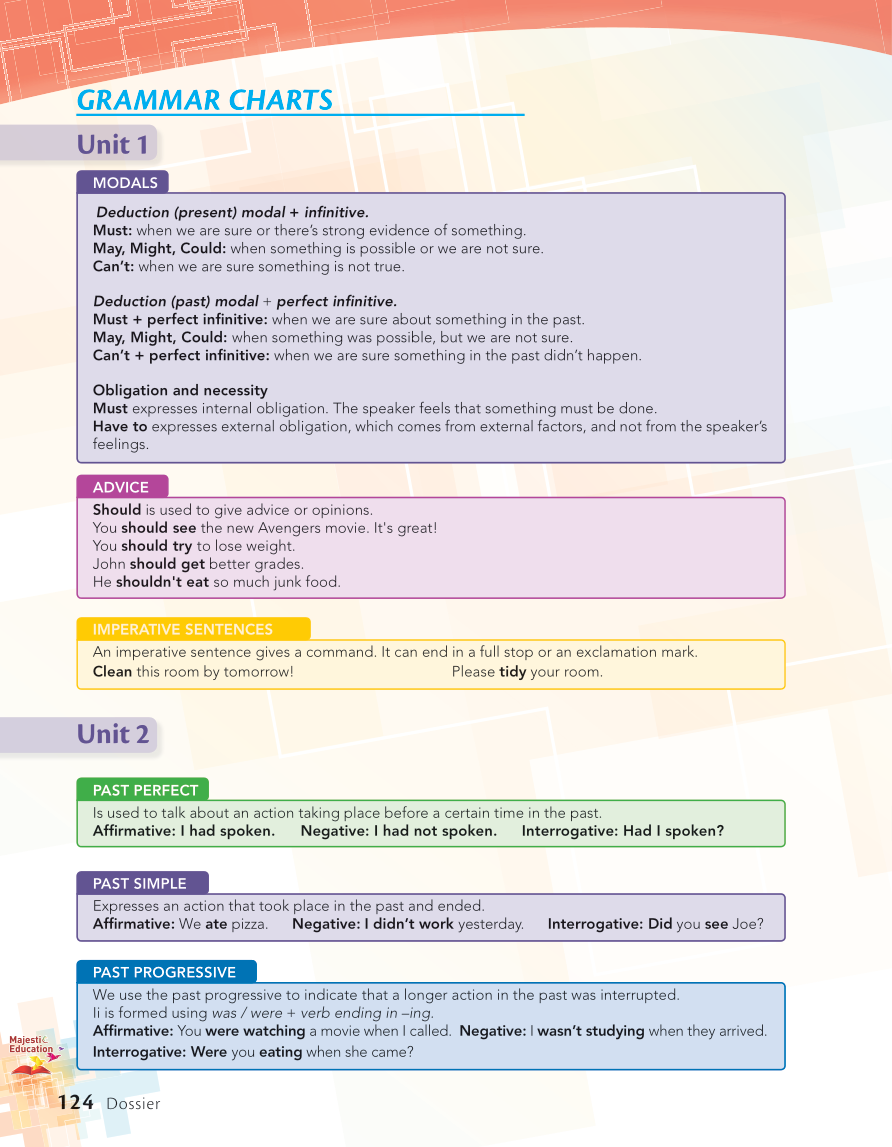 GRAMMAR CHARTS
Unit 1
MODALS
Deduction (present) modal + infinitive.
Must: when we are sure or there's strong evidence of something.
May, Might, Could: when something is possible or we are not sure.
Can't: when we are sure something is not true.
Deduction (past) modal + perfect infinitive.
Must + perfect infinitive: when we are sure about something in the past.
May, Might, Could: when something was possible, but we are not sure.
Can't + perfect infinitive: when we are sure something in the past didn't happen.
Obligation and necessity
Must expresses internal obligation. The speaker feels that something must be done.
Have to expresses external obligation, which comes from external factors, and not from the speaker's
feelings.
ADVICE
Should is used to give advice or opinions.
You should see the new Avengers movie. It's great!
You should try to lose weight.
John should get better grades.
He shouldn't eat so much junk food.
IMPERATIVE SENTENCES
An imperative sentence gives a command. It can end in a full stop or an exclamation mark.
Clean this room by tomorrow! Please tidy your room.
Unit 2
PAST PERFECT
Is used to talk about an action taking place before a certain time in the past.
Affirmative: I had spoken. Negative: I had not spoken. Interrogative: Had I spoken?
PAST SIMPLE
Expresses an action that took place in the past and ended.
Affirmative: We ate pizza. Negative: I didn't work yesterday. Interrogative: Did you see Joe?
PAST PROGRESSIVE
We use the past progressive to indicate that a longer action in the past was interrupted.
Ii is formed using was / were + verb ending in –ing.
Affirmative: You were watching a movie when I called. Negative: I wasn't studying when they arrived.
Interrogative: Were you eating when she came?
Majestic
Education
124 Dossier